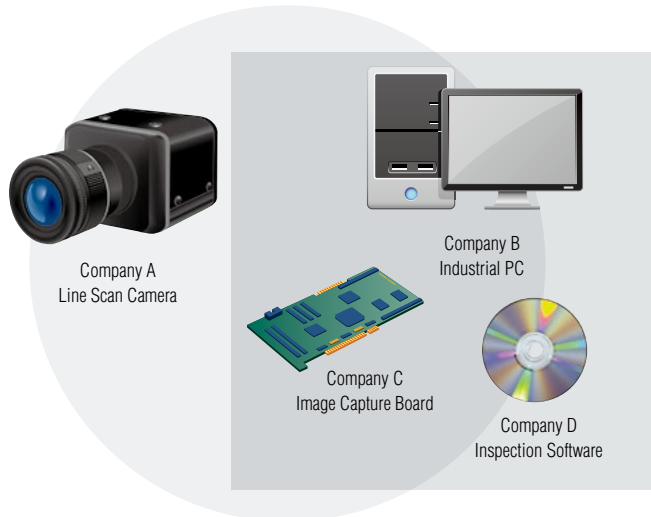 Company A
Line Scan Camera
Company B
Industrial PC
Company C
Image Capture Board
Company D
Inspection Software